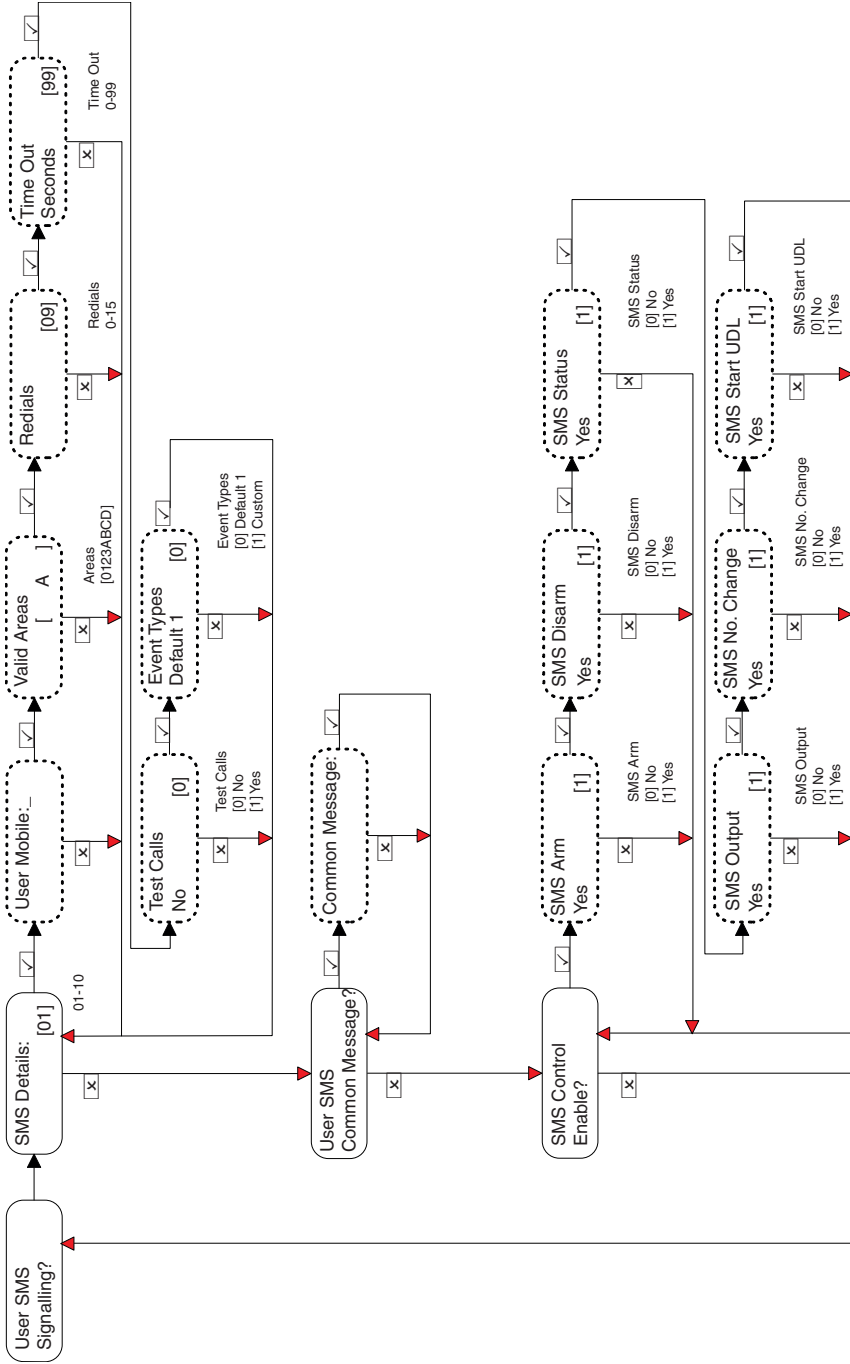 User SMS
Signalling?
SMS Details:
[01]
01-10
User Mobile:_
Valid Areas
[ A ]
Areas
[0123ABCD]
Redials
[09]
Redials
0-15
Time Out
Seconds
[99]
Time Out
0-99
Test Calls
No
[0]
Test Calls
[0] No
[1] Yes
Event Types
Default 1
[0]
Event Types
[0] Default 1
[1] Custom
User SMS
Common Message?
Common Message:
SMS Control
Enable?
SMS Arm
Yes
[1]
SMS Arm
[0] No
[1] Yes
SMS Disarm
Yes
[1]
SMS Disarm
[0] No
[1] Yes
SMS Status
Yes
[1]
SMS Status
[0] No
[1] Yes
SMS Output
Yes
[1]
SMS Output
[0] No
[1] Yes
SMS No. Change
Yes
[1]
SMS No. Change
[0] No
[1] Yes
SMS Start UDL
Yes
[1]
SMS Start UDL
[0] No
[1] Yes